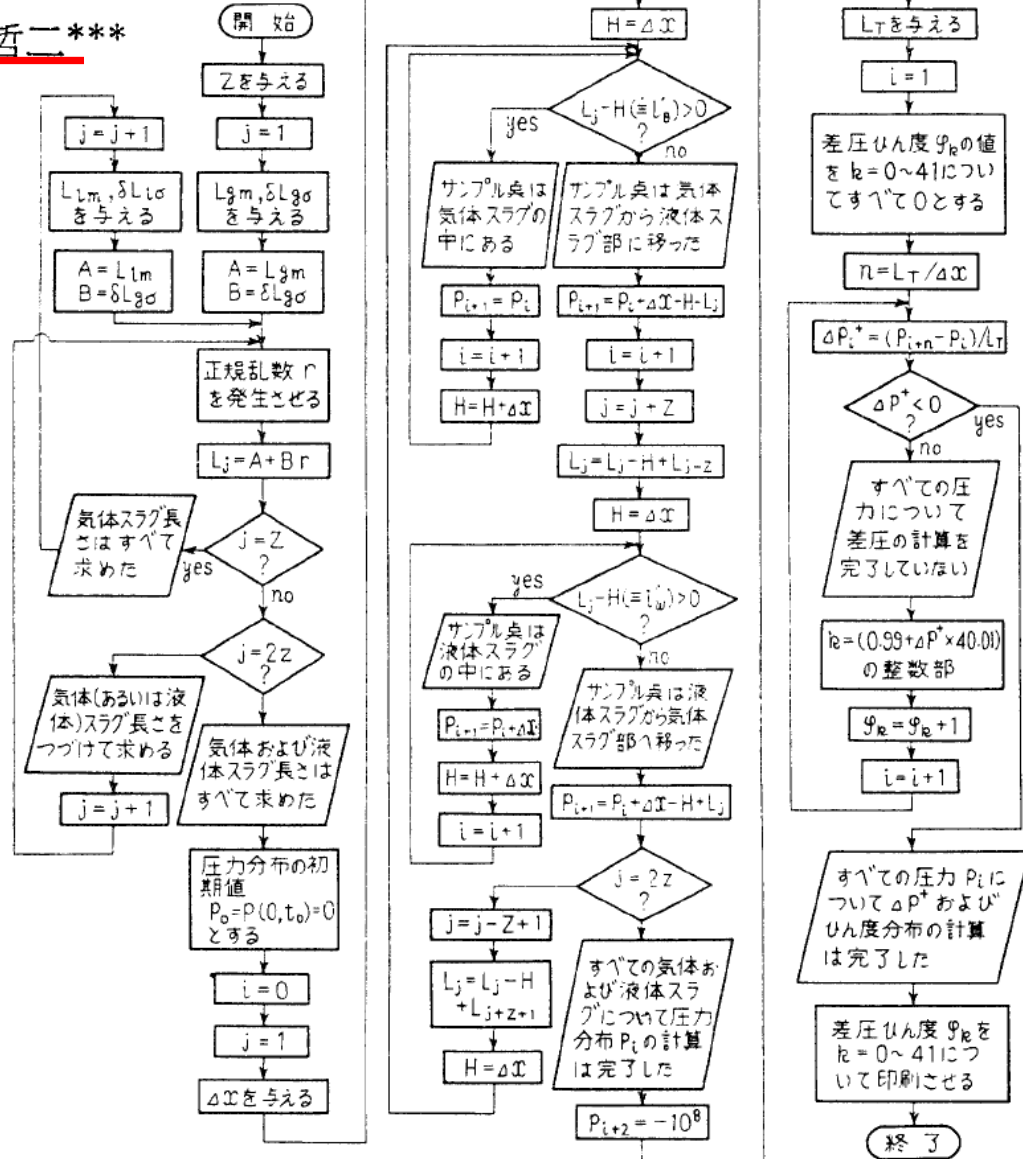 哲二***
開 始
Zを与える
j=j+1
j=1
Llm,δLlσ
を与える
Lgm,δLgσ
を与える
A=Llm
B=δLlσ
A=Lgm
B=δLgσ
正規乱数 r
を発生させる
Lj=A+Br
気体スラグ長
さはすべて
求めた
j=Z
?
yes
no
j=2z
?
気体(あるいは液
体)スラグ長さを
つづけて求める
気体および液
体スラグ長さは
すべて求めた
j=j+1
圧力分布の初
期値
P₀=P(0,t₀)=0
とする
i=0
j=1
Δxを与える
H=Δx
Lj-H(≡l'B)>0
?
yes
no
サンプル点は
気体スラグの
中にある
サンプル点は気体
スラグから液体ス
ラグ部に移った
Pi+1=Pi
Pi+1=Pi+Δx-H-Lj
i=i+1
i=i+1
H=H+Δx
j=j+Z
Lj=Lj-H+Lj-z
H=Δx
yes
Lj-H(≡l'w)>0
?
no
サンプル点は
液体スラグ
の中にある
サンプル点は液
体スラグから気体
スラグ部へ移った
Pi+1=Pi+Δx
H=H+Δx
Pi+1=Pi+Δx-H+Lj
i=i+1
j=2z
?
j=j-Z+1
Lj=Lj-H
+Lj+z+1
すべての気体お
よび液体スラ
グについて圧力
分布Piの計算
は完了した
H=Δx
Pi+2=-10⁸
LTを与える
i=1
差圧ひん度φkの値
をk=0~41につい
てすべて0とする
n=LT/Δx
ΔPi⁺=(Pi+n-Pi)/LT
ΔP⁺<0
?
yes
no
すべての圧
力について
差圧の計算を
完了していない
k=(0.99+ΔP⁺×40.01)
の整数部
φk=φk+1
i=i+1
すべての圧力Piに
ついてΔP⁺および
ひん度分布の計算
は完了した
差圧ひん度φkを
k=0~41につ
いて印刷させる
終 了